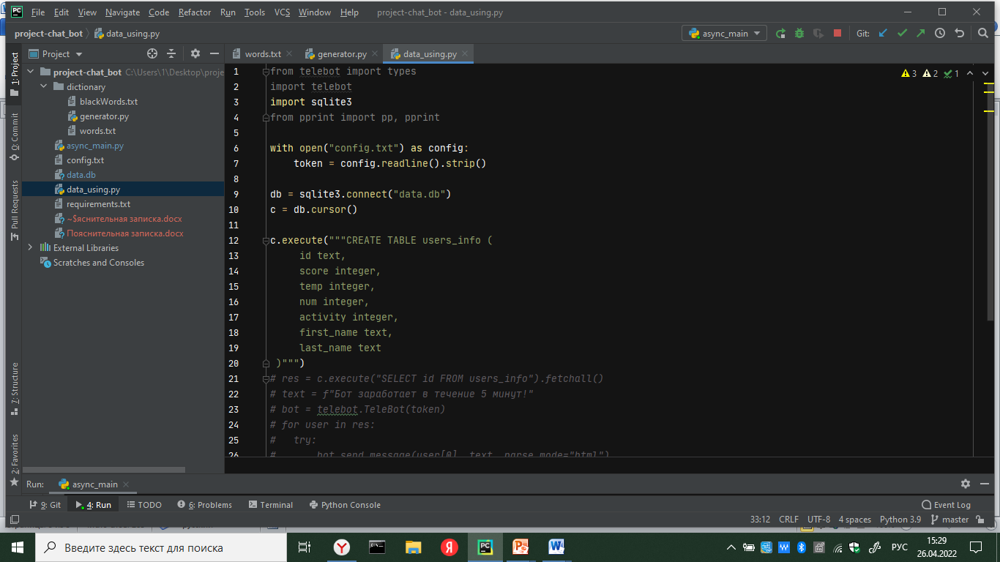 File Edit View Navigate Code Refactor Run Tools VCS Window Help project-chat_bot - data_using.py
project-chat_bot data_using.py async_main Git:
Project words.txt generator.py data_using.py
1: Project
0: Commit
Pull Requests
7: Structure
2: Favorites
project-chat_bot C:\Users\1\Desktop\proje
dictionary
blackWords.txt
generator.py
words.txt
async_main.py
config.txt
data.db
data_using.py
requirements.txt
~$яснительная записка.docx
Пояснительная записка.docx
External Libraries
Scratches and Consoles
3 2 1
1 from telebot import types
2 import telebot
3 import sqlite3
4 from pprint import pp, pprint
5
6 with open("config.txt") as config:
7 token = config.readline().strip()
8
9 db = sqlite3.connect("data.db")
10 c = db.cursor()
11
12 c.execute("""CREATE TABLE users_info (
13 id text,
14 score integer,
15 temp integer,
16 num integer,
17 activity integer,
18 first_name text,
19 last_name text
20 )""")
21 # res = c.execute("SELECT id FROM users_info").fetchall()
22 # text = f"Бот заработает в течение 5 минут!"
23 # bot = telebot.TeleBot(token)
24 # for user in res:
25 # try:
26 # bot.send_message(user[0], text, parse_mode="html")
Run: async_main
9: Git 4: Run TODO 6: Problems Terminal Python Console Event Log
33:12 CRLF UTF-8 4 spaces Python 3.9 master
Введите здесь текст для поиска
РУС
15:29
26.04.2022